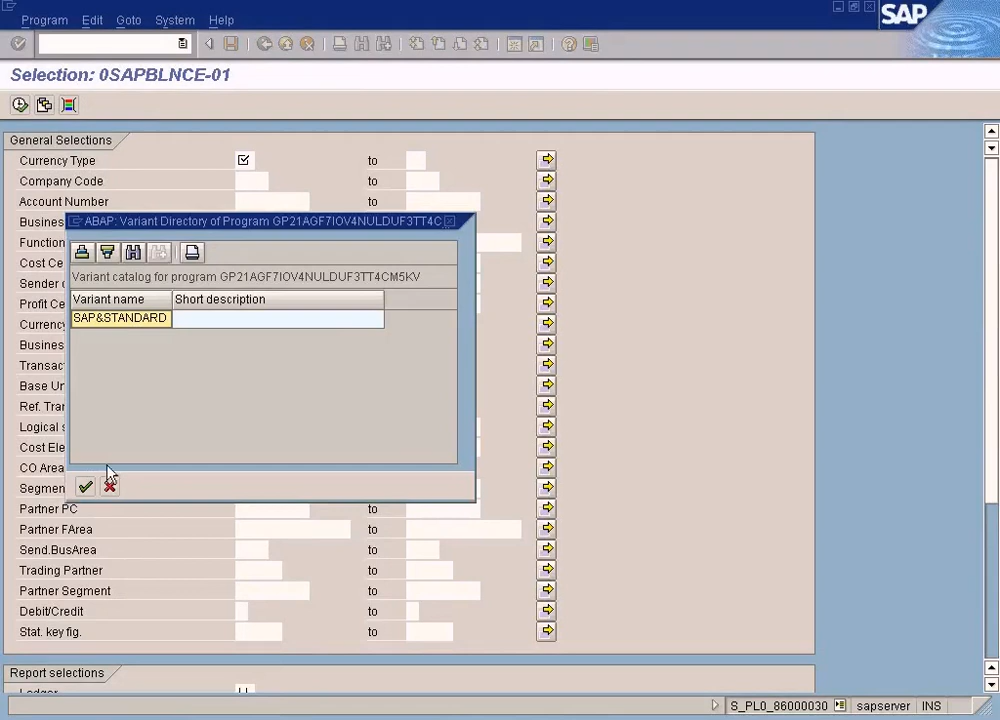 Program Edit Goto System Help
SAP
Selection: 0SAPBLNCE-01
General Selections
Currency Type to
Company Code to
Account Number to
Busines
Function
Cost Ce
Sender c
Profit Ce
Currency
Busines
Transac
Base Un
Ref. Tran
Logical s
Cost Ele
CO Area
Segmen
ABAP: Variant Directory of Program GP21AGF7IOV4NULDUF3TT4C
Variant catalog for program GP21AGF7IOV4NULDUF3TT4CM5KV
Variant name Short description
SAP&STANDARD
Partner PC to
Partner FArea to
Send.BusArea to
Trading Partner to
Partner Segment to
Debit/Credit to
Stat. key fig. to
Report selections
Ledger
S_PL0_86000030 sapserver INS